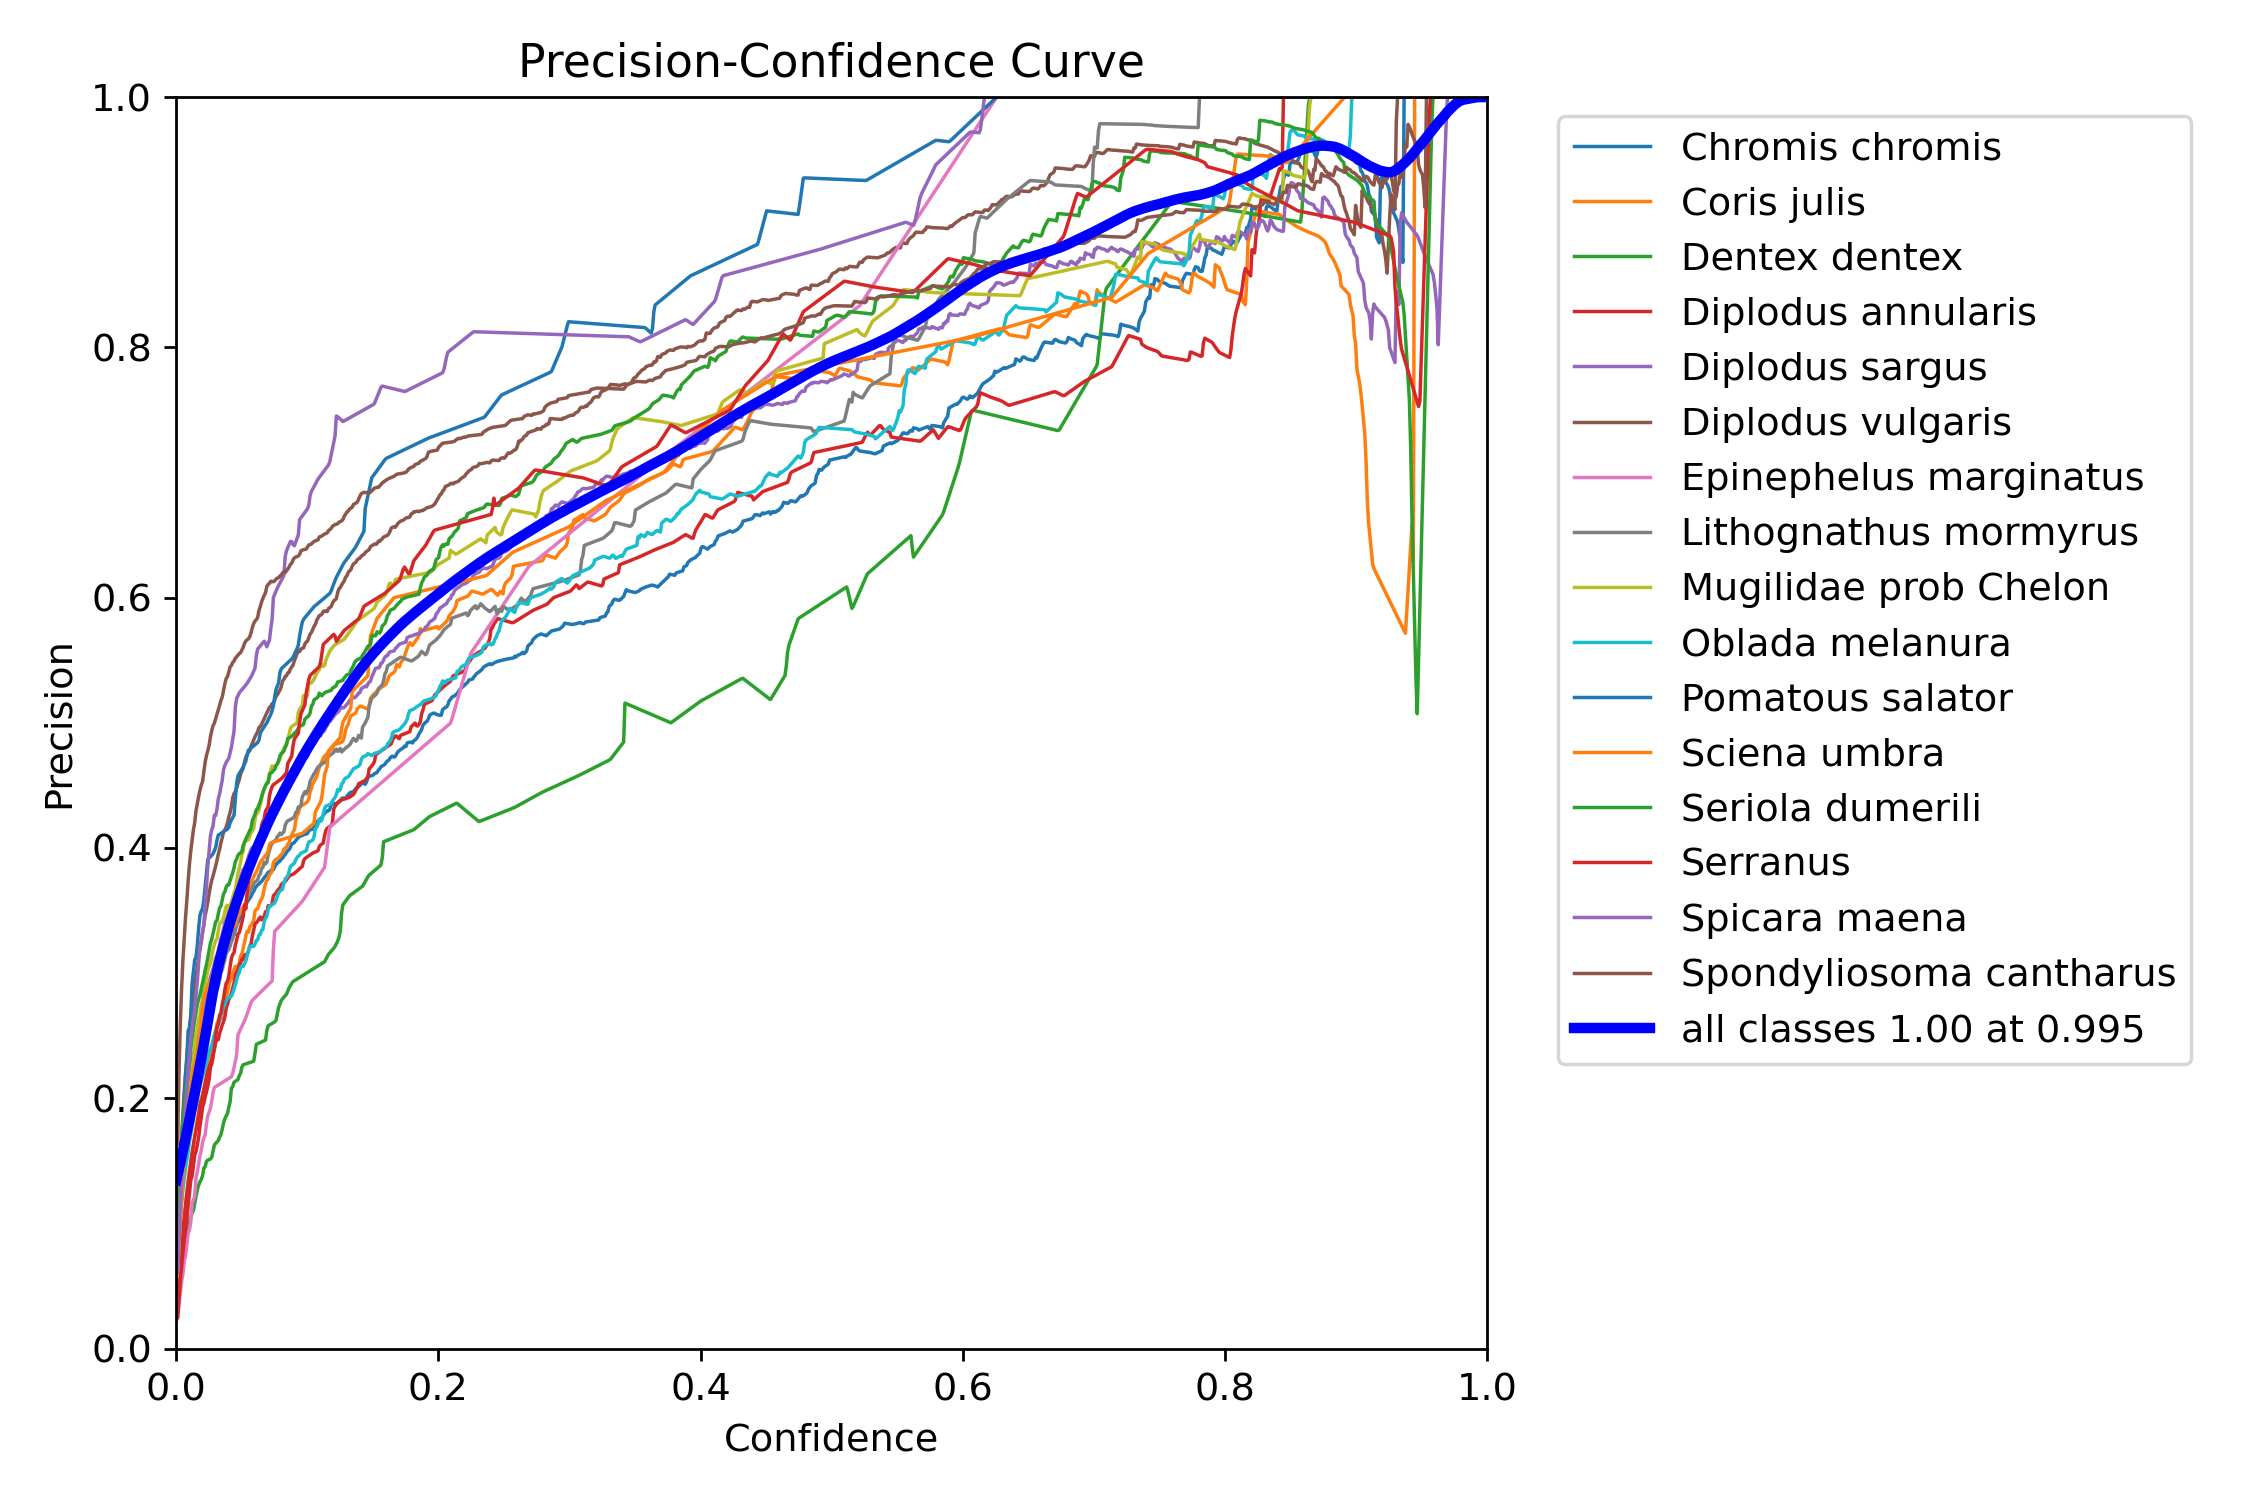 Precision-Confidence Curve
Precision
1.0
0.8
0.6
0.4
0.2
0.0
0.0 0.2 0.4 0.6 0.8 1.0
Confidence
Chromis chromis
Coris julis
Dentex dentex
Diplodus annularis
Diplodus sargus
Diplodus vulgaris
Epinephelus marginatus
Lithognathus mormyrus
Mugilidae prob Chelon
Oblada melanura
Pomatous salator
Sciena umbra
Seriola dumerili
Serranus
Spicara maena
Spondyliosoma cantharus
all classes 1.00 at 0.995